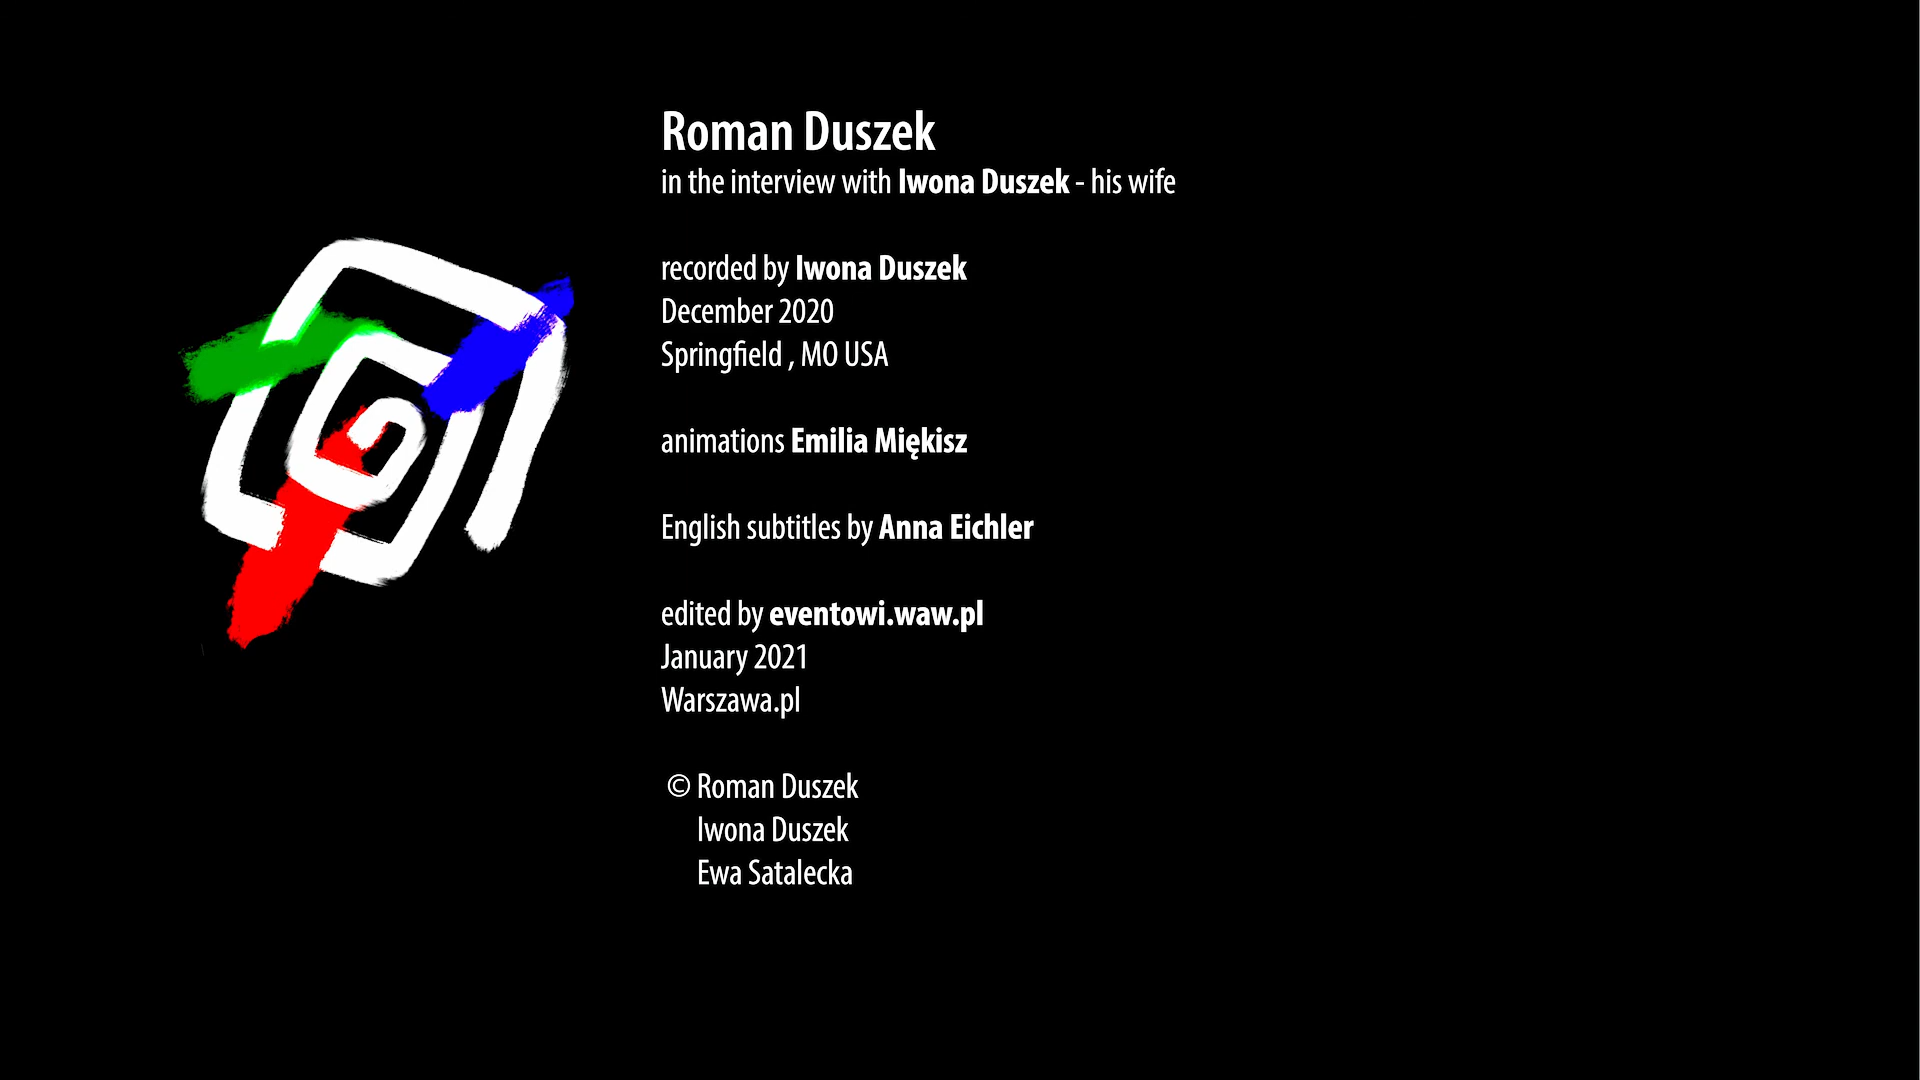 Roman Duszek
in the interview with Iwona Duszek - his wife
recorded by Iwona Duszek
December 2020
Springfield , MO USA
animations Emilia Miękisz
English subtitles by Anna Eichler
edited by eventowi.waw.pl
January 2021
Warszawa.pl
© Roman Duszek
Iwona Duszek
Ewa Satalecka